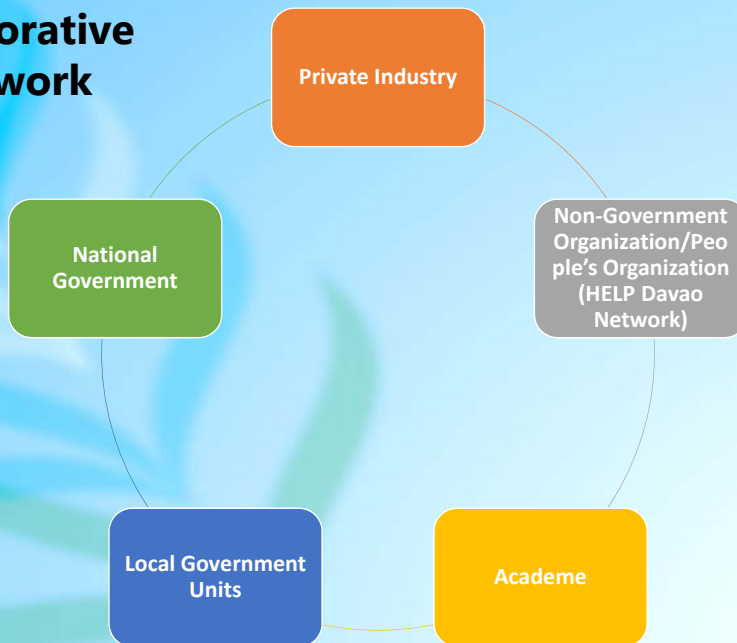 orative
work
Private Industry
Non-Government
Organization/Peo
ple's Organization
(HELP Davao
Network)
National
Government
Local Government
Units
Academe